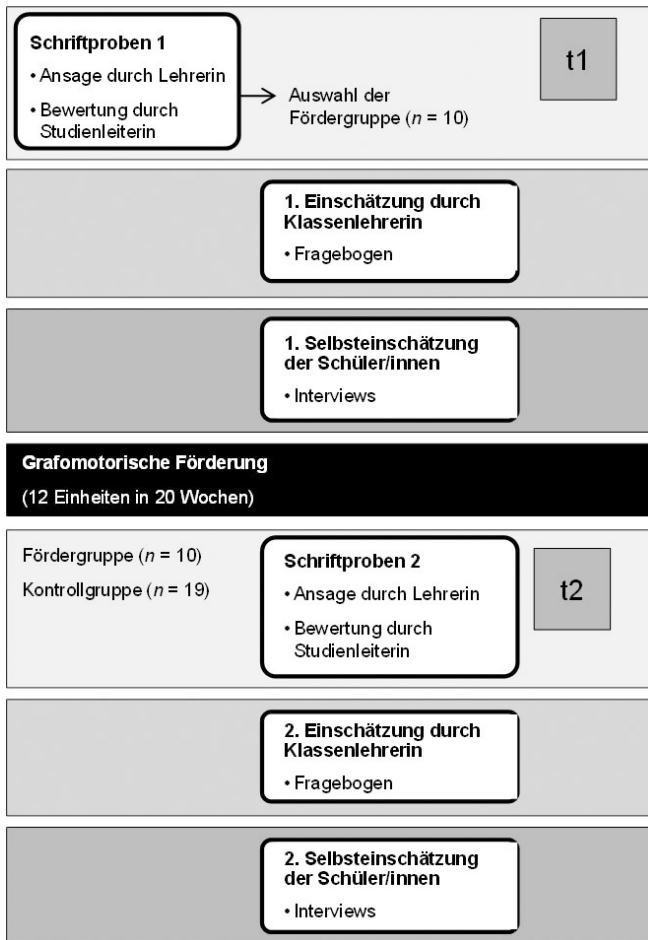 Schriftproben 1
• Ansage durch Lehrerin
• Bewertung durch
Studienleiterin
Auswahl der
Fördergruppe (n = 10)
t1
1. Einschätzung durch
Klassenlehrerin
• Fragebogen
1. Selbsteinschätzung
der Schüler/innen
• Interviews
Grafomotorische Förderung
(12 Einheiten in 20 Wochen)
Fördergruppe (n = 10)
Kontrollgruppe (n = 19)
Schriftproben 2
• Ansage durch Lehrerin
• Bewertung durch
Studienleiterin
t2
2. Einschätzung durch
Klassenlehrerin
• Fragebogen
2. Selbsteinschätzung
der Schüler/innen
• Interviews